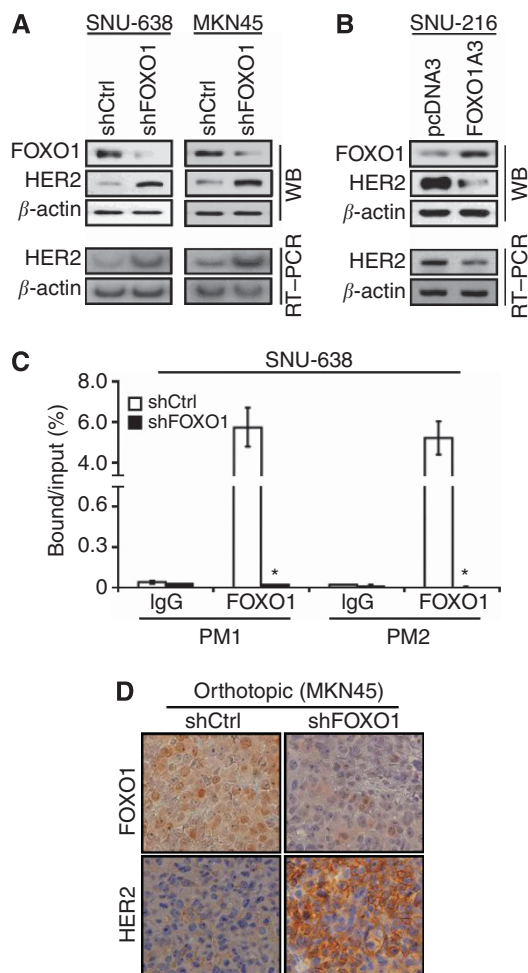 A
SNU-638 MKN45
shCtrl shFOXO1 shCtrl shFOXO1
FOXO1
HER2
β-actin
WB
HER2
β-actin
RT–PCR
B
SNU-216
pcDNA3 FOXO1A3
FOXO1
HER2
β-actin
WB
HER2
β-actin
RT–PCR
C
SNU-638
shCtrl
shFOXO1
Bound/input (%)
8.0
6.0
4.0
0.6
0.3
0
* *
IgG FOXO1 IgG FOXO1
PM1 PM2
D
Orthotopic (MKN45)
shCtrl shFOXO1
FOXO1
HER2